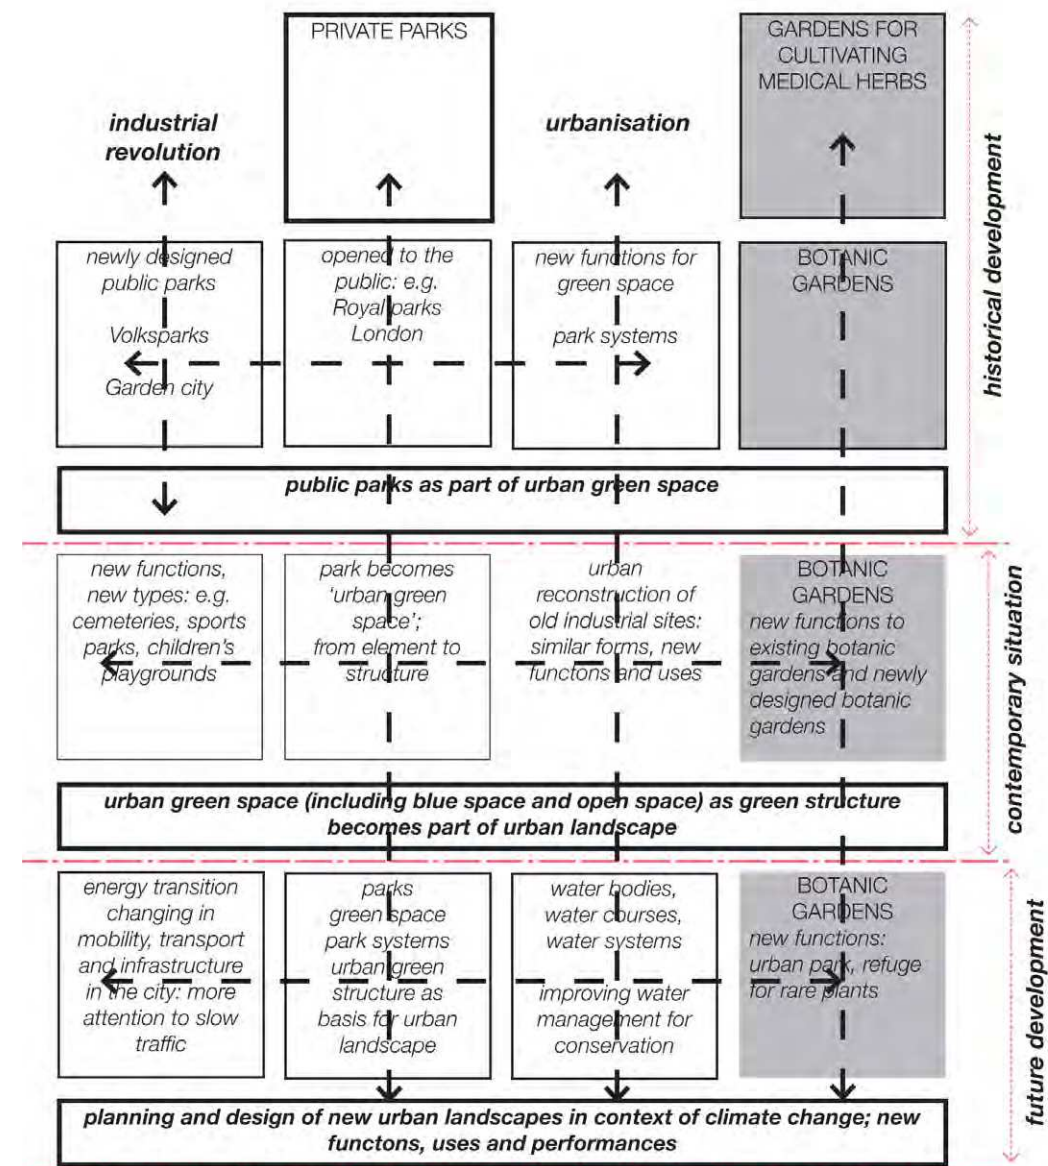 PRIVATE PARKS
GARDENS FOR
CULTIVATING
MEDICAL HERBS
industrial
revolution
urbanisation
newly designed
public parks
Volksparks
Garden city
opened to the
public: e.g.
Royal parks
London
new functions for
green space
park systems
BOTANIC
GARDENS
public parks as part of urban green space
historical development
new functions,
new types: e.g.
cemeteries, sports
parks, children's
playgrounds
park becomes
'urban green
space';
from element to
structure
urban
reconstruction of
old industrial sites:
similar forms, new
functons and uses
BOTANIC
GARDENS
new functions to
existing botanic
gardens and newly
designed botanic
gardens
urban green space (including blue space and open space) as green structure
becomes part of urban landscape
contemporary situation
energy transition
changing in
mobility, transport
and infrastructure
in the city: more
attention to slow
traffic
parks
green space
park systems
urban green
structure as
basis for urban
landscape
water bodies,
water courses,
water systems
improving water
management for
conservation
BOTANIC
GARDENS
new functions:
urban park, refuge
for rare plants
planning and design of new urban landscapes in context of climate change; new
functons, uses and performances
future development